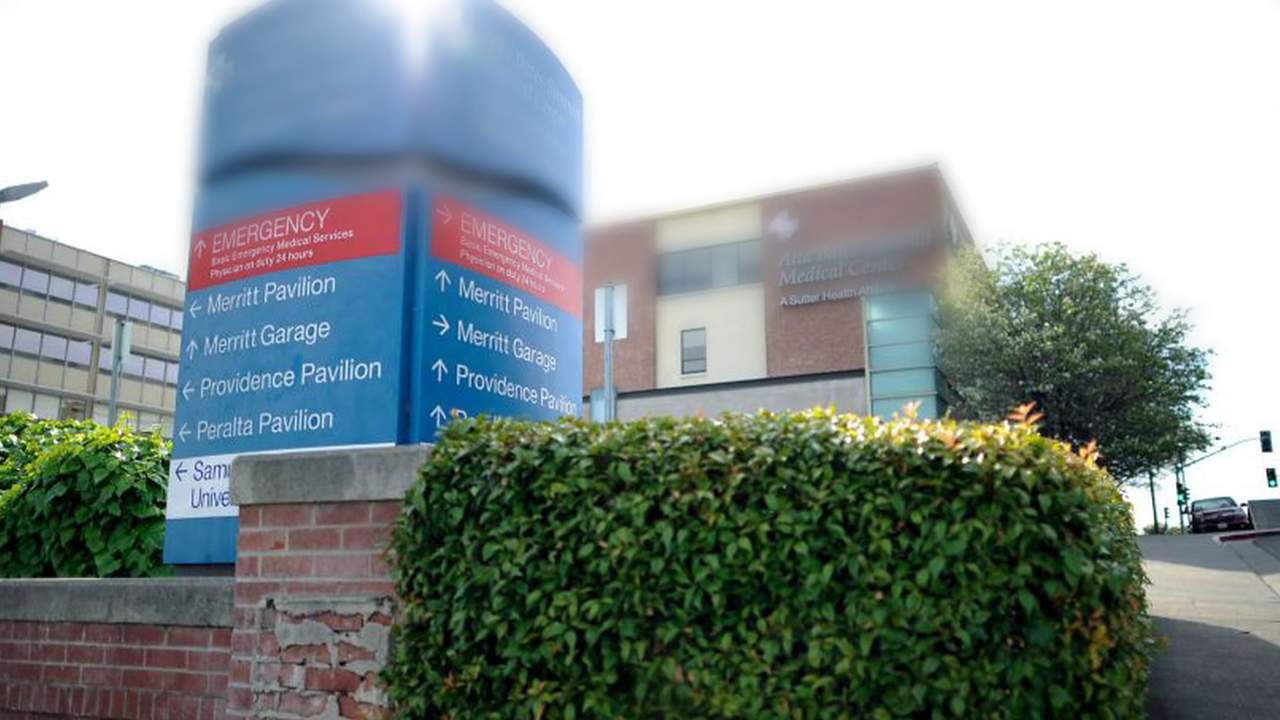 EMERGENCY
Basic Emergency Medical Services
Physician on duty 24 hours
Merritt Pavilion
Merritt Garage
Providence Pavilion
Peralta Pavilion
EMERGENCY
Basic Emergency Medical Services
Physician on duty 24 hours
Merritt Pavilion
Merritt Garage
Providence Pavilion
Alta
Medical Center
A Sutter Health